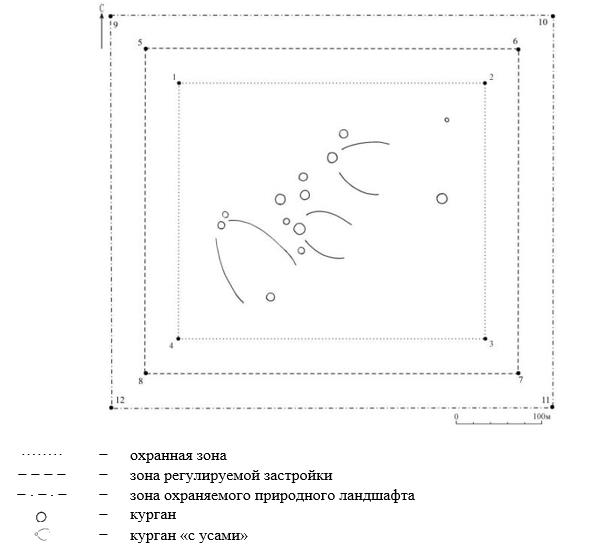 С
9
10
5
6
1
2
4
3
8
7
12
11
0 100м
– охранная зона
– зона регулируемой застройки
– зона охраняемого природного ландшафта
– курган
– курган «с усами»